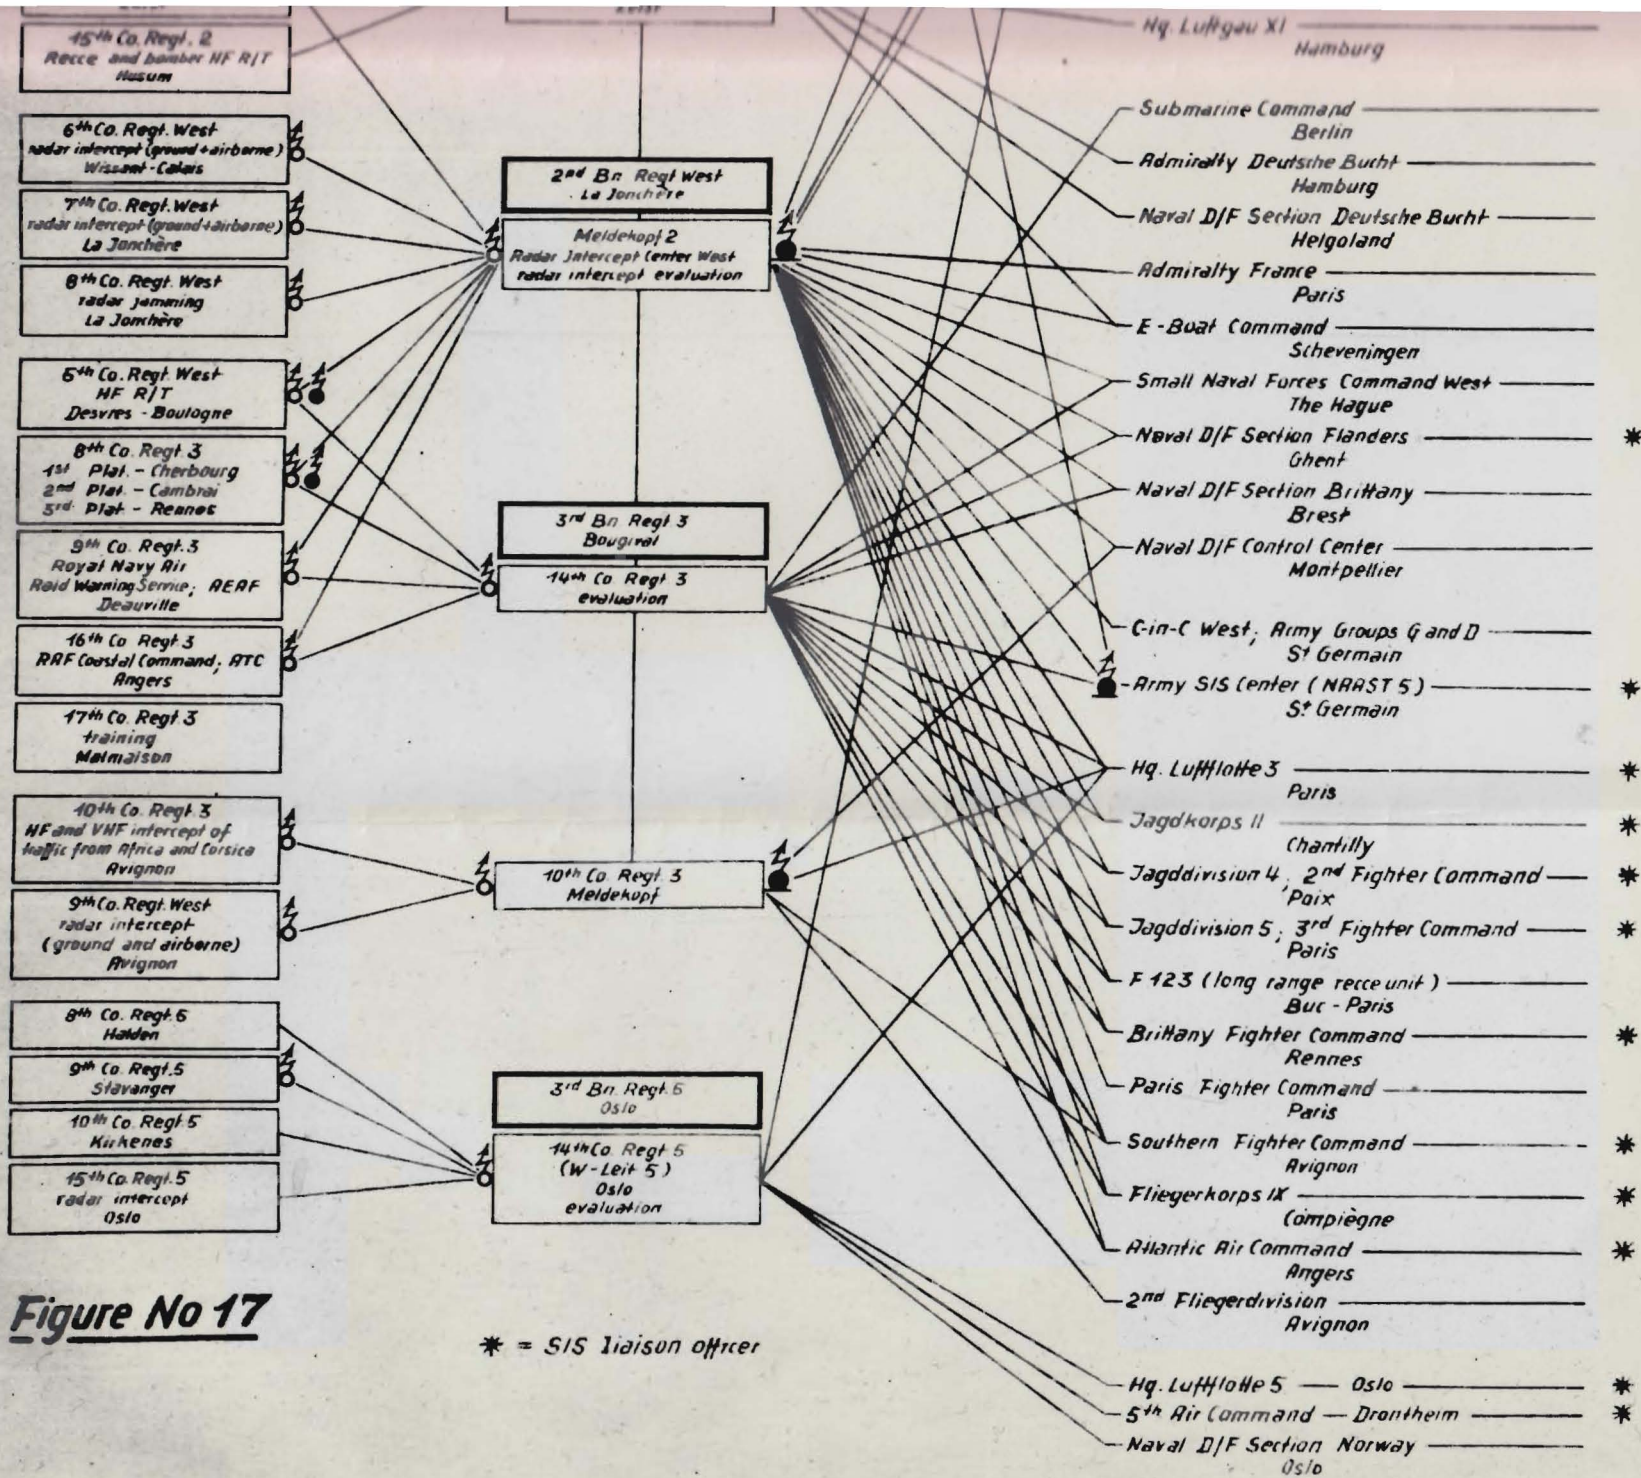 15th Co. Regt. 2
Recce and bomber HF R/T
Husum
6th Co. Regt. West
radar intercept (ground + airborne)
Wissant - Calais
7th Co. Regt. West
radar intercept (ground + airborne)
La Jonchère
8th Co. Regt. West
radar jamming
La Jonchère
5th Co. Regt. West
HF R/T
Desvres - Boulogne
8th Co. Regt. 3
1st Plat. - Cherbourg
2nd Plat. - Cambrai
3rd Plat. - Rennes
9th Co. Regt. 3
Royal Navy Air
Raid Warning Service; AEAF
Deauville
16th Co. Regt. 3
RAF Coastal Command; ATC
Angers
17th Co. Regt. 3
training
Malmaison
10th Co. Regt. 3
HF and VHF intercept of
traffic from Africa and Corsica
Avignon
9th Co. Regt. West
radar intercept
(ground and airborne)
Avignon
8th Co. Regt. 5
Halden
9th Co. Regt. 5
Stavanger
10th Co. Regt. 5
Kirkenes
15th Co. Regt. 5
radar intercept
Oslo
2nd Bn Regt West
La Jonchère
Meldekopf 2
Radar Intercept Center West
radar intercept evaluation
3rd Bn Regt 3
Bougival
14th Co Regt 3
evaluation
10th Co. Regt. 3
Meldekopf
3rd Bn. Regt. 5
Oslo
14th Co. Regt 5
(W-Leit 5)
Oslo
evaluation
Hq. Luftgau XI
Hamburg
Submarine Command
Berlin
Admiralty Deutsche Bucht
Hamburg
Naval D/F Section Deutsche Bucht
Helgoland
Admiralty France
Paris
E-Boat Command
Scheveningen
Small Naval Forces Command West
The Hague
Naval D/F Section Flanders *
Ghent
Naval D/F Section Brittany
Brest
Naval D/F Control Center
Montpellier
C-in-C West; Army Groups G and D
St Germain
Army SIS Center (NAAST 5) *
St Germain
Hq. Luftflotte 3 *
Paris
Jagdkorps II *
Chantilly
Jagddivision 4; 2nd Fighter Command *
Poix
Jagddivision 5; 3rd Fighter Command *
Paris
F 123 (long range recce unit)
Buc - Paris
Brittany Fighter Command *
Rennes
Paris Fighter Command
Paris
Southern Fighter Command *
Avignon
Fliegerkorps IX *
Compiègne
Atlantic Air Command *
Angers
2nd Fliegerdivision
Avignon
Hq. Luftflotte 5 — Oslo *
5th Air Command — Drontheim *
Naval D/F Section Norway
Oslo
Figure No 17
* = SIS liaison officer